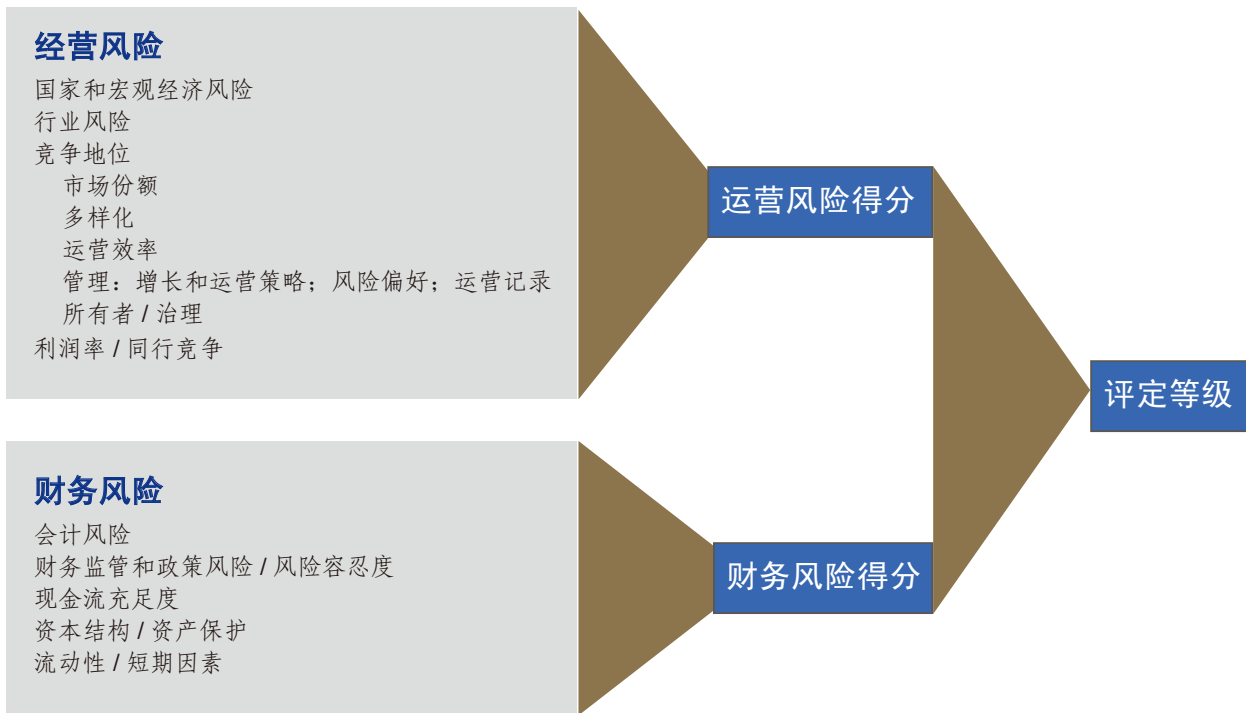 经营风险
国家和宏观经济风险
行业风险
竞争地位
市场份额
多样化
运营效率
管理：增长和运营策略；风险偏好；运营记录
所有者 / 治理
利润率 / 同行竞争
运营风险得分
评定等级
财务风险
会计风险
财务监管和政策风险 / 风险容忍度
现金流充足度
资本结构 / 资产保护
流动性 / 短期因素
财务风险得分